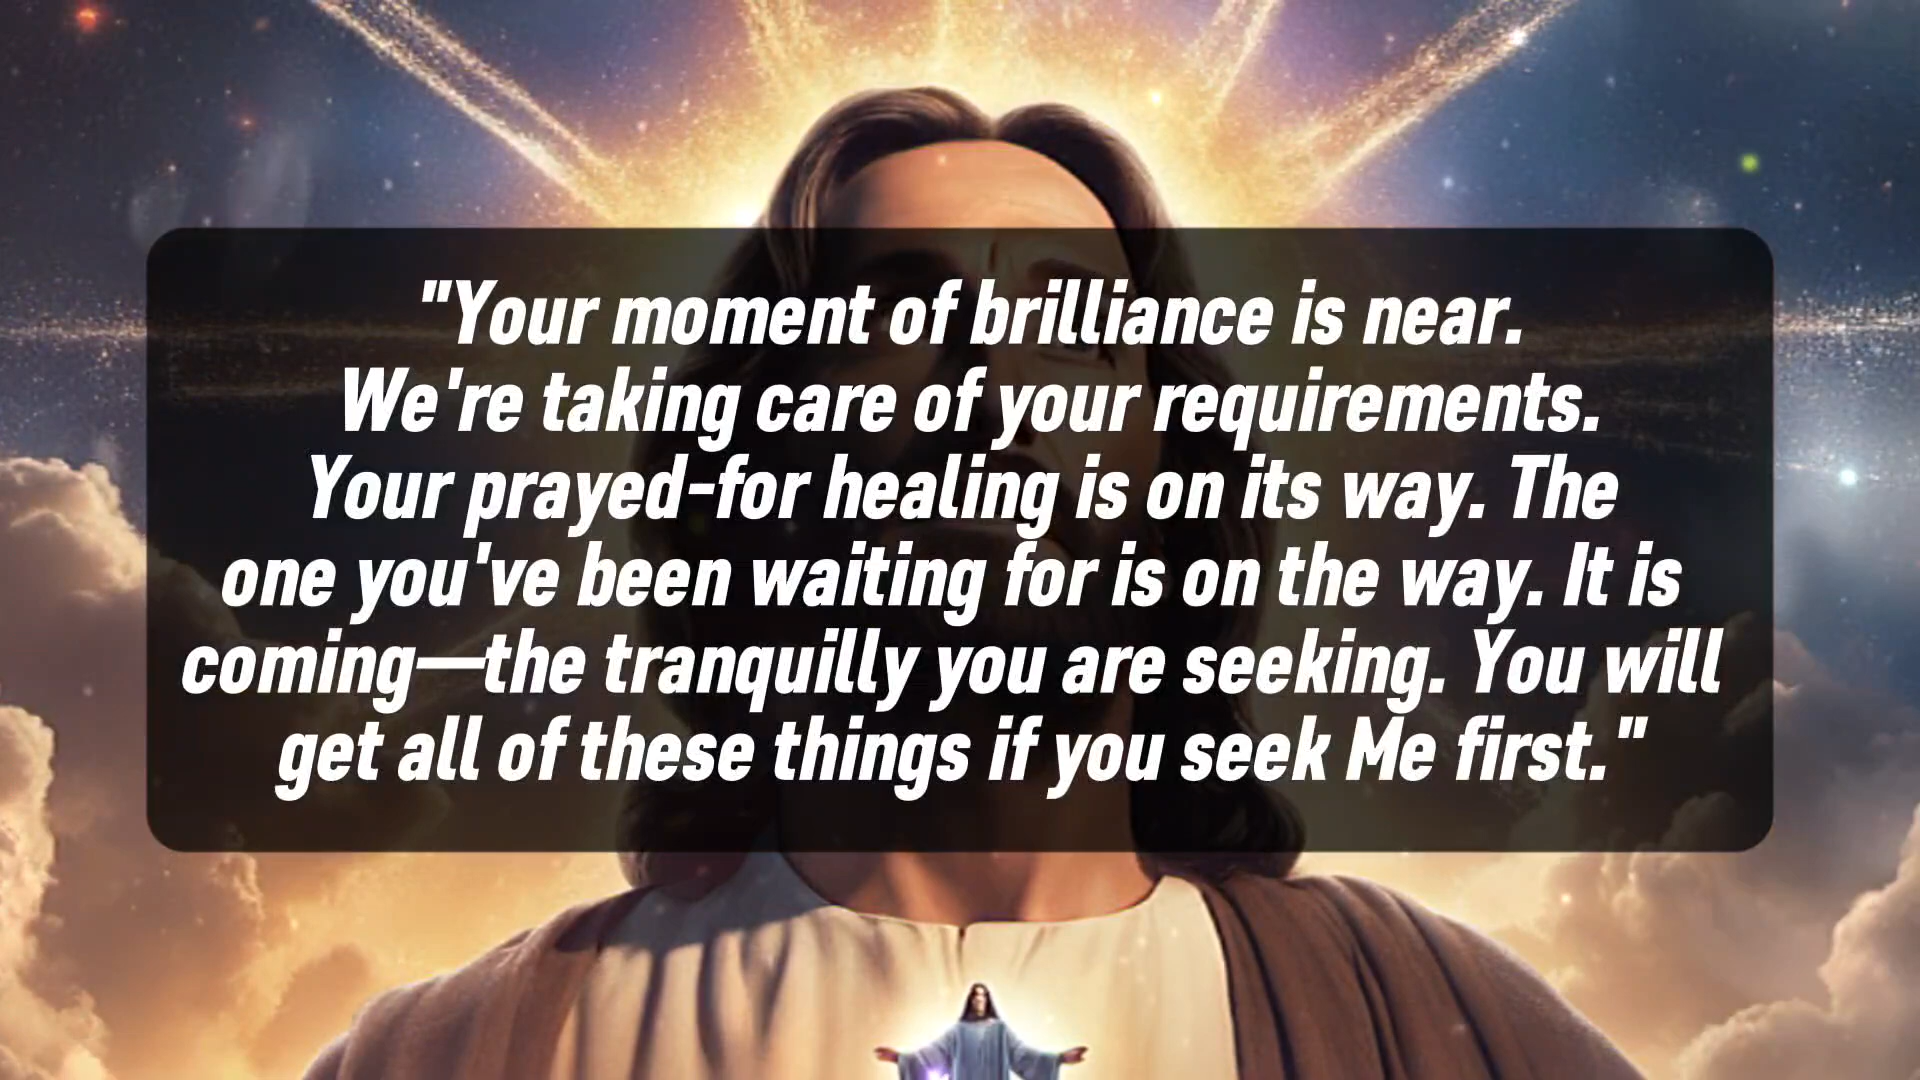 "Your moment of brilliance is near.
We're taking care of your requirements.
Your prayed-for healing is on its way. The
one you've been waiting for is on the way. It is
coming—the tranquilly you are seeking. You will
get all of these things if you seek Me first."